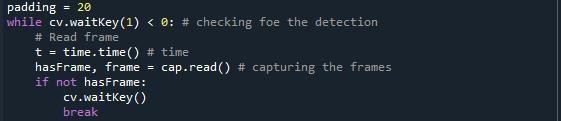 padding = 20
while cv.waitKey(1) < 0: # checking foe the detection
    # Read frame
    t = time.time() # time
    hasFrame, frame = cap.read() # capturing the frames
    if not hasFrame:
        cv.waitKey()
        break